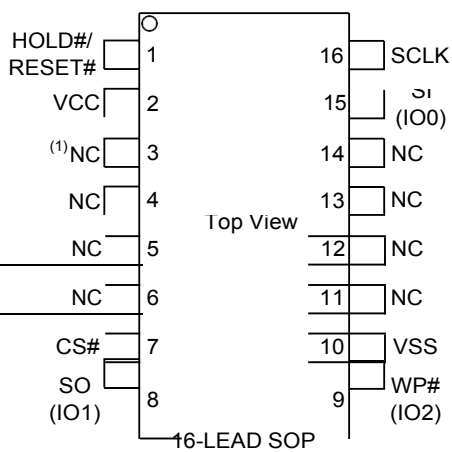 HOLD#/
RESET#
1
16
SCLK
VCC
2
15
SI
(IO0)
(1)NC
3
14
NC
NC
4
13
NC
Top View
NC
5
12
NC
NC
6
11
NC
CS#
7
10
VSS
SO
(IO1)
8
9
WP#
(IO2)
16-LEAD SOP